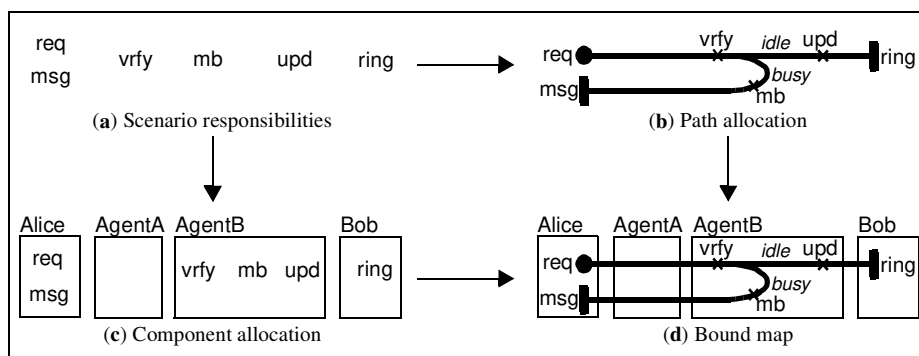 req
msg
vrfy
mb
upd
ring
(a) Scenario responsibilities
vrfy
idle
upd
req
ring
busy
msg
mb
(b) Path allocation
Alice
AgentA
AgentB
Bob
req
msg
vrfy
mb
upd
ring
(c) Component allocation
Alice
AgentA
AgentB
Bob
vrfy
idle
upd
req
ring
busy
msg
mb
(d) Bound map